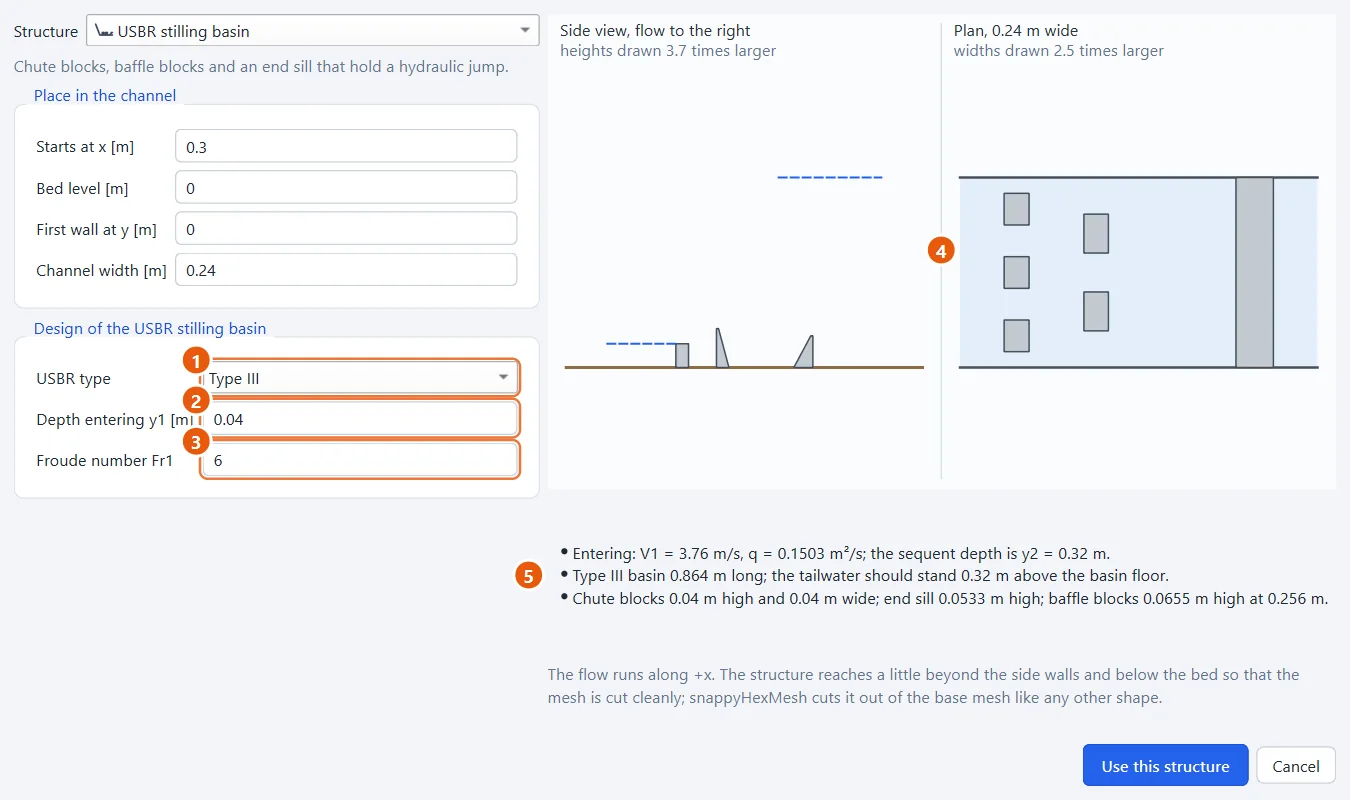 Structure
USBR stilling basin
Chute blocks, baffle blocks and an end sill that hold a hydraulic jump.
Place in the channel
Starts at x [m]
0.3
Bed level [m]
0
First wall at y [m]
0
Channel width [m]
0.24
Design of the USBR stilling basin
1
USBR type
Type III
2
Depth entering y1 [m
0.04
3
Froude number Fr1
6
Side view, flow to the right
heights drawn 3.7 times larger
Plan, 0.24 m wide
widths drawn 2.5 times larger
4
5
• Entering: V1 = 3.76 m/s, q = 0.1503 m²/s; the sequent depth is y2 = 0.32 m.
• Type III basin 0.864 m long; the tailwater should stand 0.32 m above the basin floor.
• Chute blocks 0.04 m high and 0.04 m wide; end sill 0.0533 m high; baffle blocks 0.0655 m high at 0.256 m.
The flow runs along +x. The structure reaches a little beyond the side walls and below the bed so that the
mesh is cut cleanly; snappyHexMesh cuts it out of the base mesh like any other shape.
Use this structure
Cancel